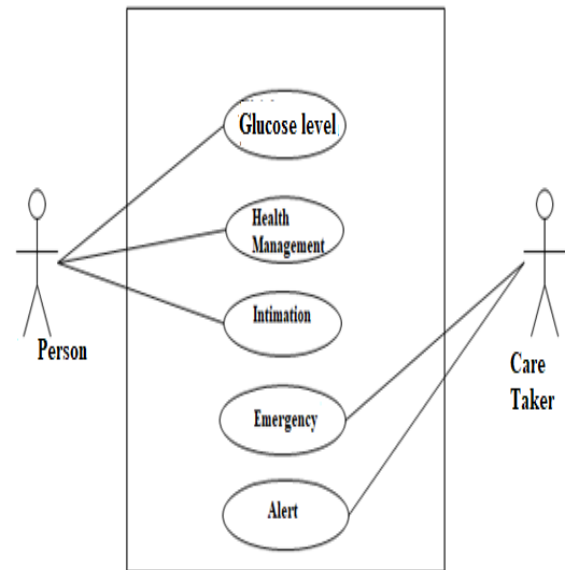 Glucose level
Health
Management
Intimation
Person
Care
Taker
Emergency
Alert